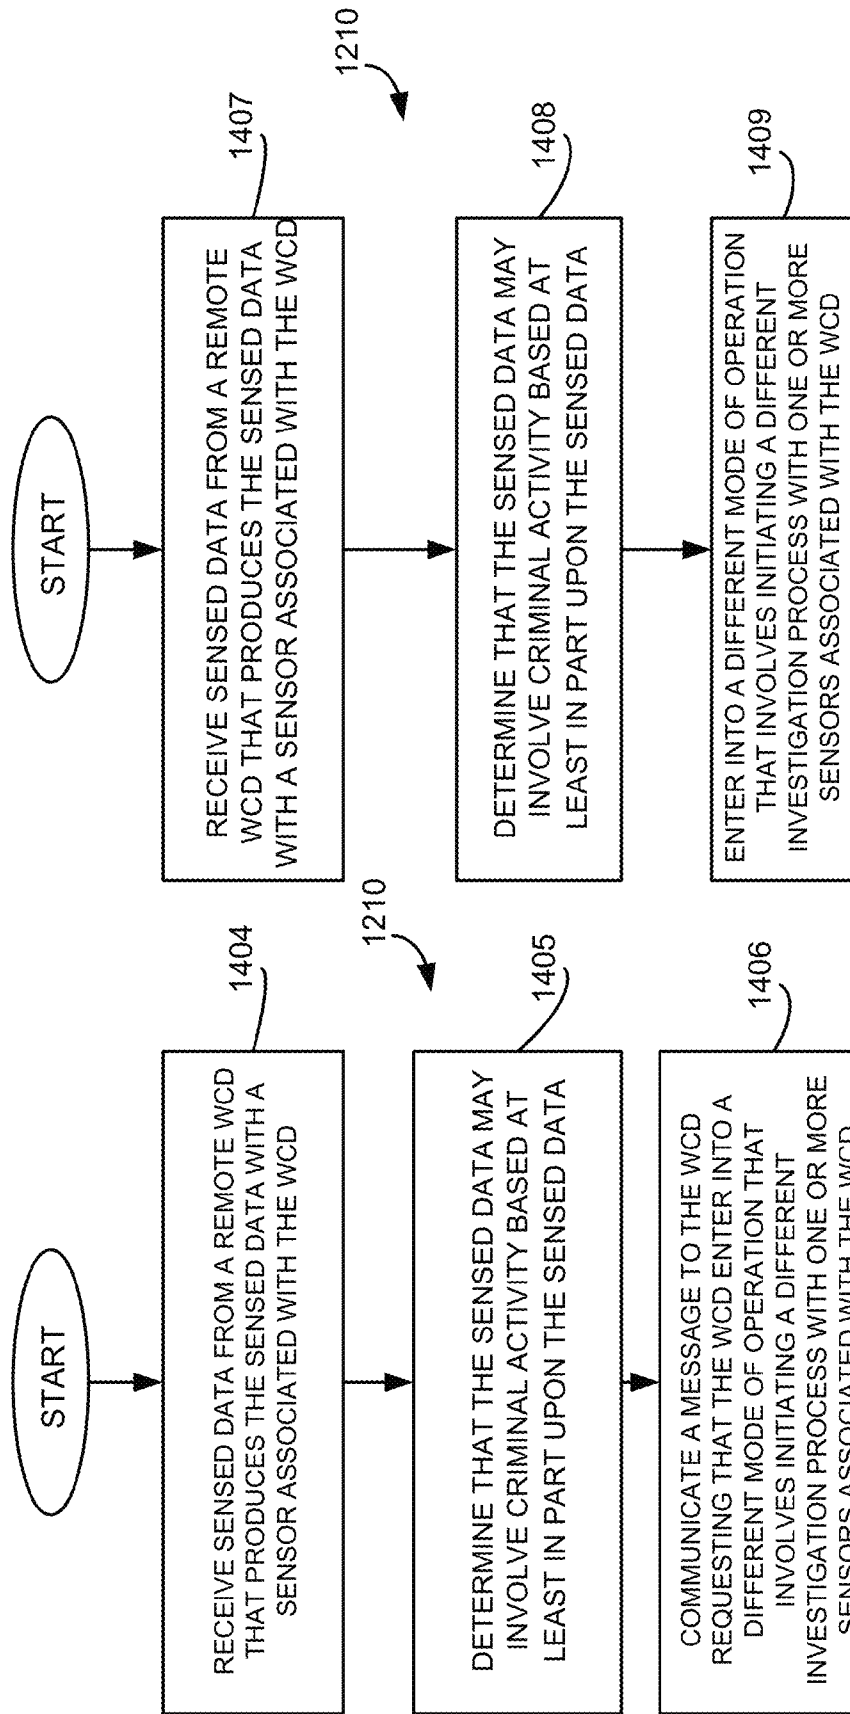 START
1404
RECEIVE SENSED DATA FROM A REMOTE WCD
THAT PRODUCES THE SENSED DATA WITH A
SENSOR ASSOCIATED WITH THE WCD
1210
1405
DETERMINE THAT THE SENSED DATA MAY
INVOLVE CRIMINAL ACTIVITY BASED AT
LEAST IN PART UPON THE SENSED DATA
1406
COMMUNICATE A MESSAGE TO THE WCD
REQUESTING THAT THE WCD ENTER INTO A
DIFFERENT MODE OF OPERATION THAT
INVOLVES INITIATING A DIFFERENT
INVESTIGATION PROCESS WITH ONE OR MORE
SENSORS ASSOCIATED WITH THE WCD
START
1407
RECEIVE SENSED DATA FROM A REMOTE
WCD THAT PRODUCES THE SENSED DATA
WITH A SENSOR ASSOCIATED WITH THE WCD
1210
1408
DETERMINE THAT THE SENSED DATA MAY
INVOLVE CRIMINAL ACTIVITY BASED AT
LEAST IN PART UPON THE SENSED DATA
1409
ENTER INTO A DIFFERENT MODE OF OPERATION
THAT INVOLVES INITIATING A DIFFERENT
INVESTIGATION PROCESS WITH ONE OR MORE
SENSORS ASSOCIATED WITH THE WCD